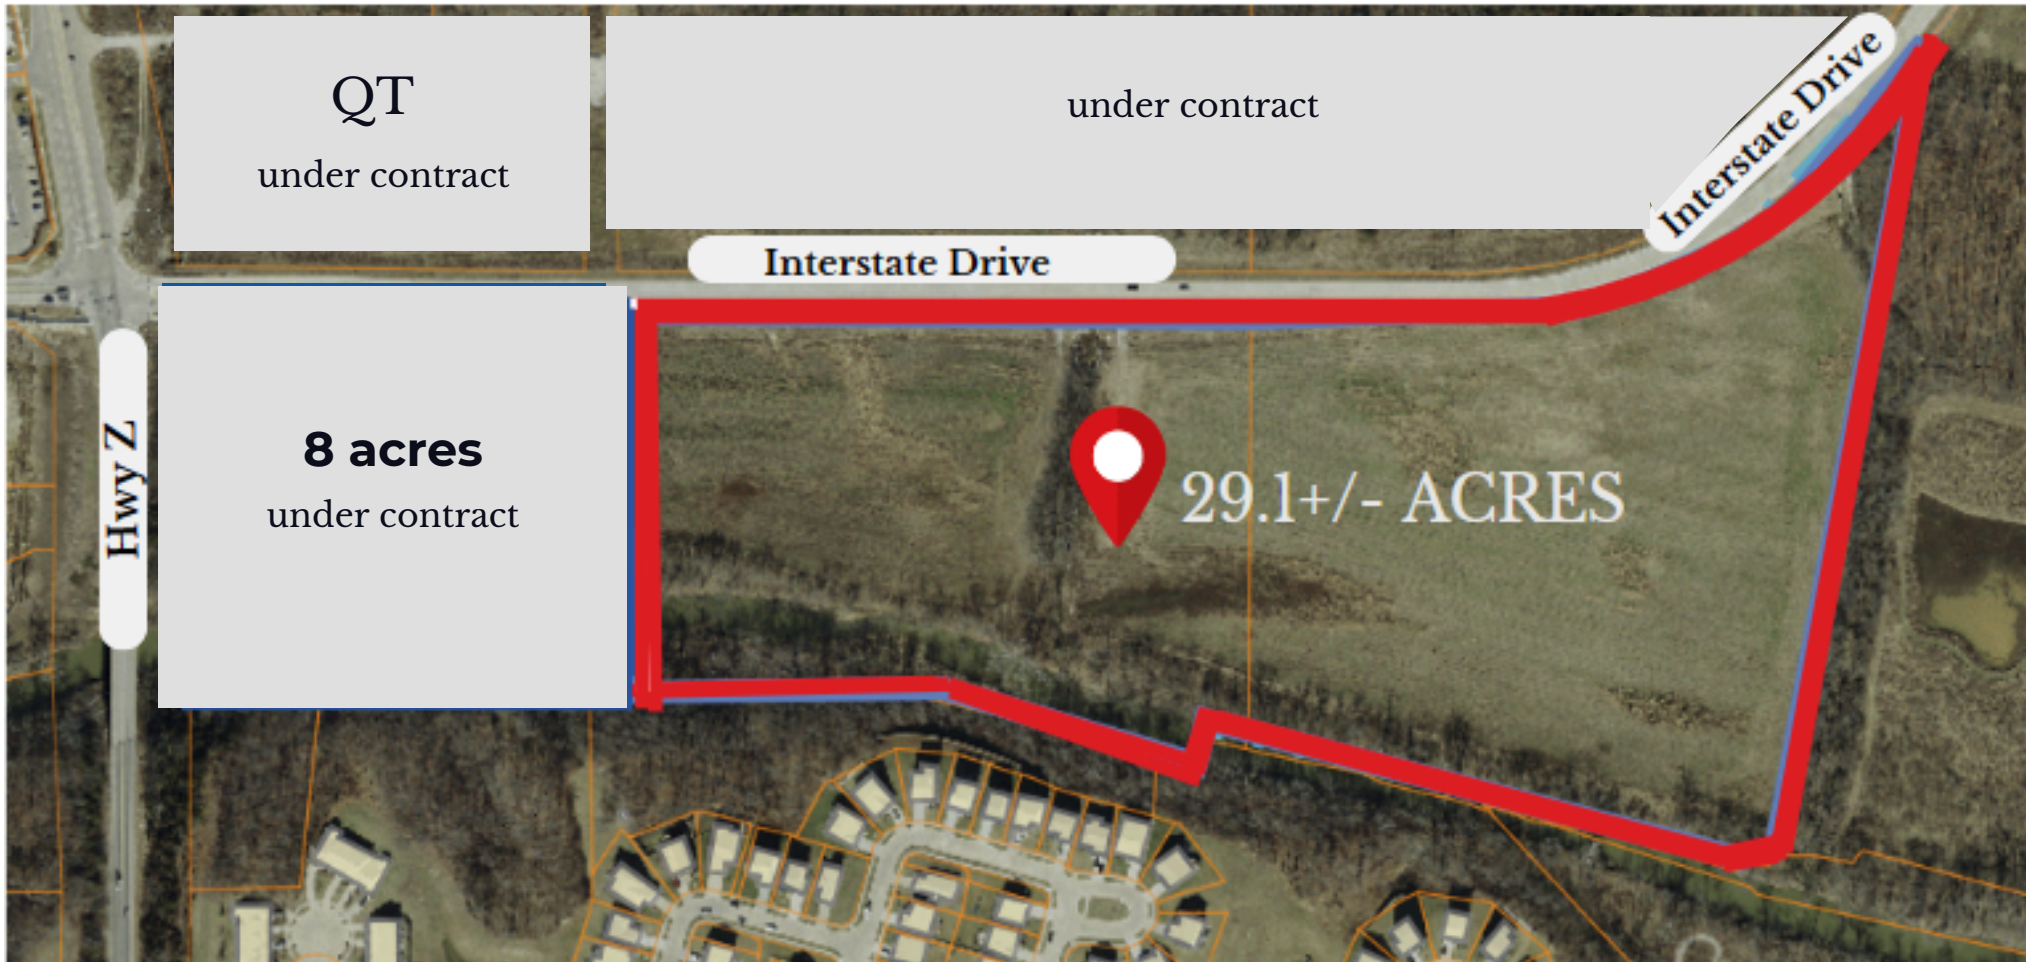 QT
under contract
under contract
Interstate Drive
Interstate Drive
Hwy Z
8 acres
under contract
29.1+/- ACRES